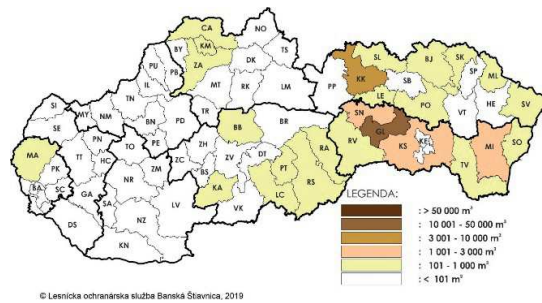 CA
NO
BY
KM
TS
PU
ZA
DK
PB
IL
MT
RK
LM
PP
KK
SL
BJ
SK
SP
ML
SB
LE
PO
VT
HE
SV
TN
SI
MY
NM
BN
PD
TR
BB
BR
SN
GL
KS
KE
MI
SO
SE
PN
PE
ZH
RV
RA
MA
TT
HC
TO
ZM
ZC
BS
ZV
DT
PT
TV
PK
NR
KA
LC
RS
BA
SC
GA
SA
LV
VK
DS
NZ
KN
LEGENDA:
: > 50 000 m³
: 10 001 - 50 000 m³
: 3 001 - 10 000 m³
: 1 001 - 3 000 m³
: 101 - 1 000 m³
: < 101 m³
© Lesnícka ochranárska služba Banská Štiavnica, 2019